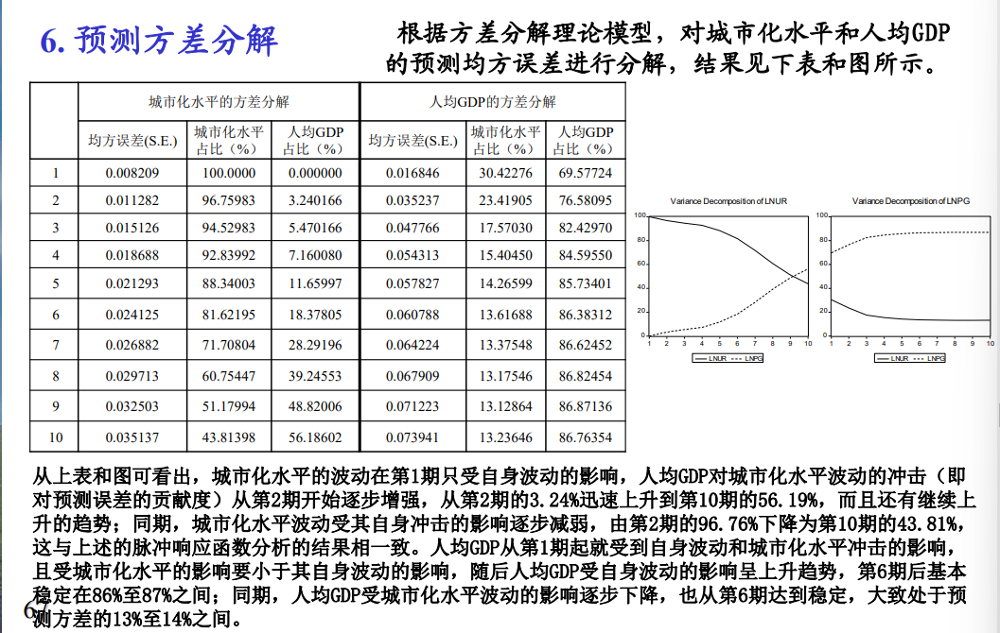 6. 预测方差分解
根据方差分解理论模型，对城市化水平和人均GDP
的预测均方误差进行分解，结果见下表和图所示。
城市化水平的方差分解 人均GDP的方差分解
均方误差(S.E.) 城市化水平占比（%） 人均GDP占比（%） 均方误差(S.E.) 城市化水平占比（%） 人均GDP占比（%）
1 0.008209 100.0000 0.000000 0.016846 30.42276 69.57724
2 0.011282 96.75983 3.240166 0.035237 23.41905 76.58095
3 0.015126 94.52983 5.470166 0.047766 17.57030 82.42970
4 0.018688 92.83992 7.160080 0.054313 15.40450 84.59550
5 0.021293 88.34003 11.65997 0.057827 14.26599 85.73401
6 0.024125 81.62195 18.37805 0.060788 13.61688 86.38312
7 0.026882 71.70804 28.29196 0.064224 13.37548 86.62452
8 0.029713 60.75447 39.24553 0.067909 13.17546 86.82454
9 0.032503 51.17994 48.82006 0.071223 13.12864 86.87136
10 0.035137 43.81398 56.18602 0.073941 13.23646 86.76354
Variance Decomposition of LNUR
100
80
60
40
20
0
1 2 3 4 5 6 7 8 9 10
LNUR LNPG
Variance Decomposition of LNPG
100
80
60
40
20
0
1 2 3 4 5 6 7 8 9 10
LNUR LNPG
从上表和图可看出，城市化水平的波动在第1期只受自身波动的影响，人均GDP对城市化水平波动的冲击（即
对预测误差的贡献度）从第2期开始逐步增强，从第2期的3.24%迅速上升到第10期的56.19%，而且还有继续上
升的趋势；同期，城市化水平波动受其自身冲击的影响逐步减弱，由第2期的96.76%下降为第10期的43.81%，
这与上述的脉冲响应函数分析的结果相一致。人均GDP从第1期起就受到自身波动和城市化水平冲击的影响，
且受城市化水平的影响要小于其自身波动的影响，随后人均GDP受自身波动的影响呈上升趋势，第6期后基本
稳定在86%至87%之间；同期，人均GDP受城市化水平波动的影响逐步下降，也从第6期达到稳定，大致处于预
测方差的13%至14%之间。
67